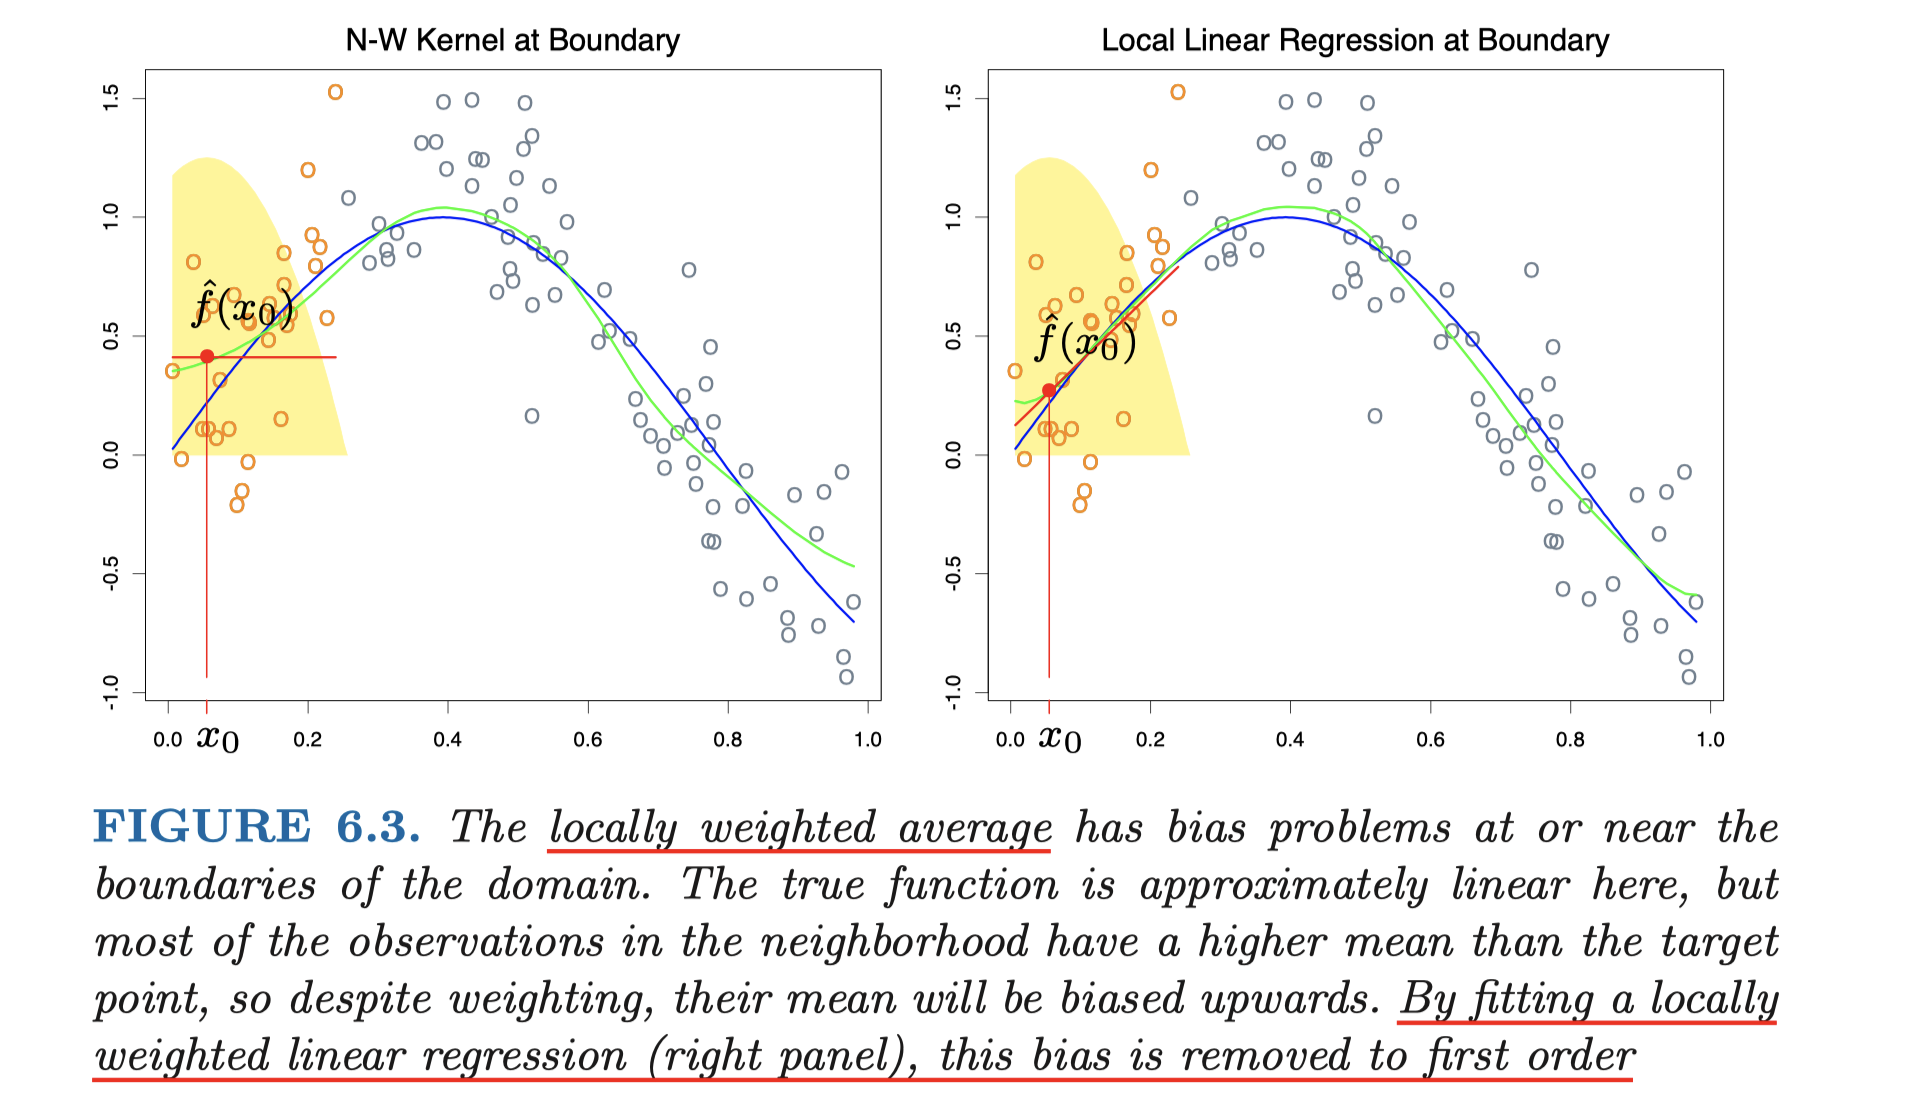 N-W Kernel at Boundary
1.5
1.0
0.5
0.0
-0.5
-1.0
f̂(x₀)
0.0 x₀ 0.2 0.4 0.6 0.8 1.0
Local Linear Regression at Boundary
1.5
1.0
0.5
0.0
-0.5
-1.0
f̂(x₀)
0.0 x₀ 0.2 0.4 0.6 0.8 1.0
FIGURE 6.3. The locally weighted average has bias problems at or near the
boundaries of the domain. The true function is approximately linear here, but
most of the observations in the neighborhood have a higher mean than the target
point, so despite weighting, their mean will be biased upwards. By fitting a locally
weighted linear regression (right panel), this bias is removed to first order